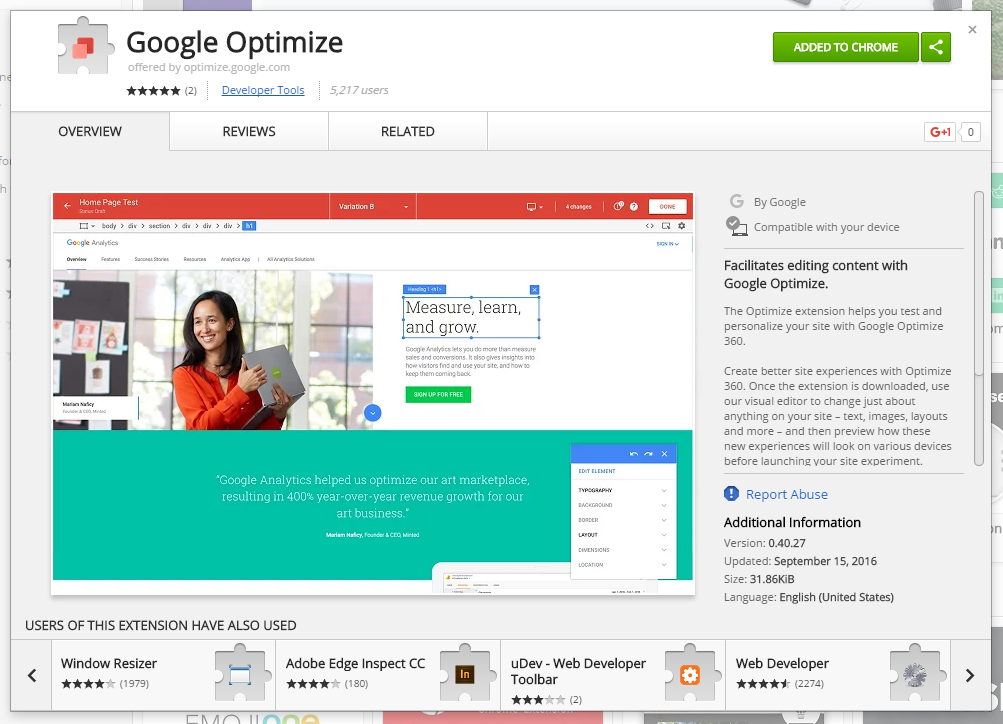 Google Optimize
offered by optimize.google.com
★★★★★ (2)
Developer Tools
5,217 users
ADDED TO CHROME
OVERVIEW
REVIEWS
RELATED
G+1
0
Home Page Test
Status: Draft
Variation B
4 changes
DONE
body > div > section > div > div > div > h1
Google Analytics
SIGN IN
Overview
Features
Success Stories
Resources
Analytics App
All Analytics Solutions
Heading 1 <h1>
Measure, learn,
and grow.
Google Analytics lets you do more than measure
sales and conversions. It also gives insights into
how visitors find and use your site, and how to
keep them coming back.
SIGN UP FOR FREE
Mariam Naficy
Founder & CEO, Minted
“Google Analytics helped us optimize our art marketplace,
resulting in 400% year-over-year revenue growth for our
art business.”
Mariam Naficy, Founder & CEO, Minted
EDIT ELEMENT
TYPOGRAPHY
BACKGROUND
BORDER
LAYOUT
DIMENSIONS
LOCATION
By Google
Compatible with your device
Facilitates editing content with
Google Optimize.
The Optimize extension helps you test and
personalize your site with Google Optimize
360.
Create better site experiences with Optimize
360. Once the extension is downloaded, use
our visual editor to change just about
anything on your site – text, images, layouts
and more – and then preview how these
new experiences will look on various devices
before launching your site experiment.
Report Abuse
Additional Information
Version: 0.40.27
Updated: September 15, 2016
Size: 31.86KiB
Language: English (United States)
USERS OF THIS EXTENSION HAVE ALSO USED
Window Resizer
(1979)
Adobe Edge Inspect CC
(180)
In
uDev - Web Developer
Toolbar
(2)
Web Developer
(2274)